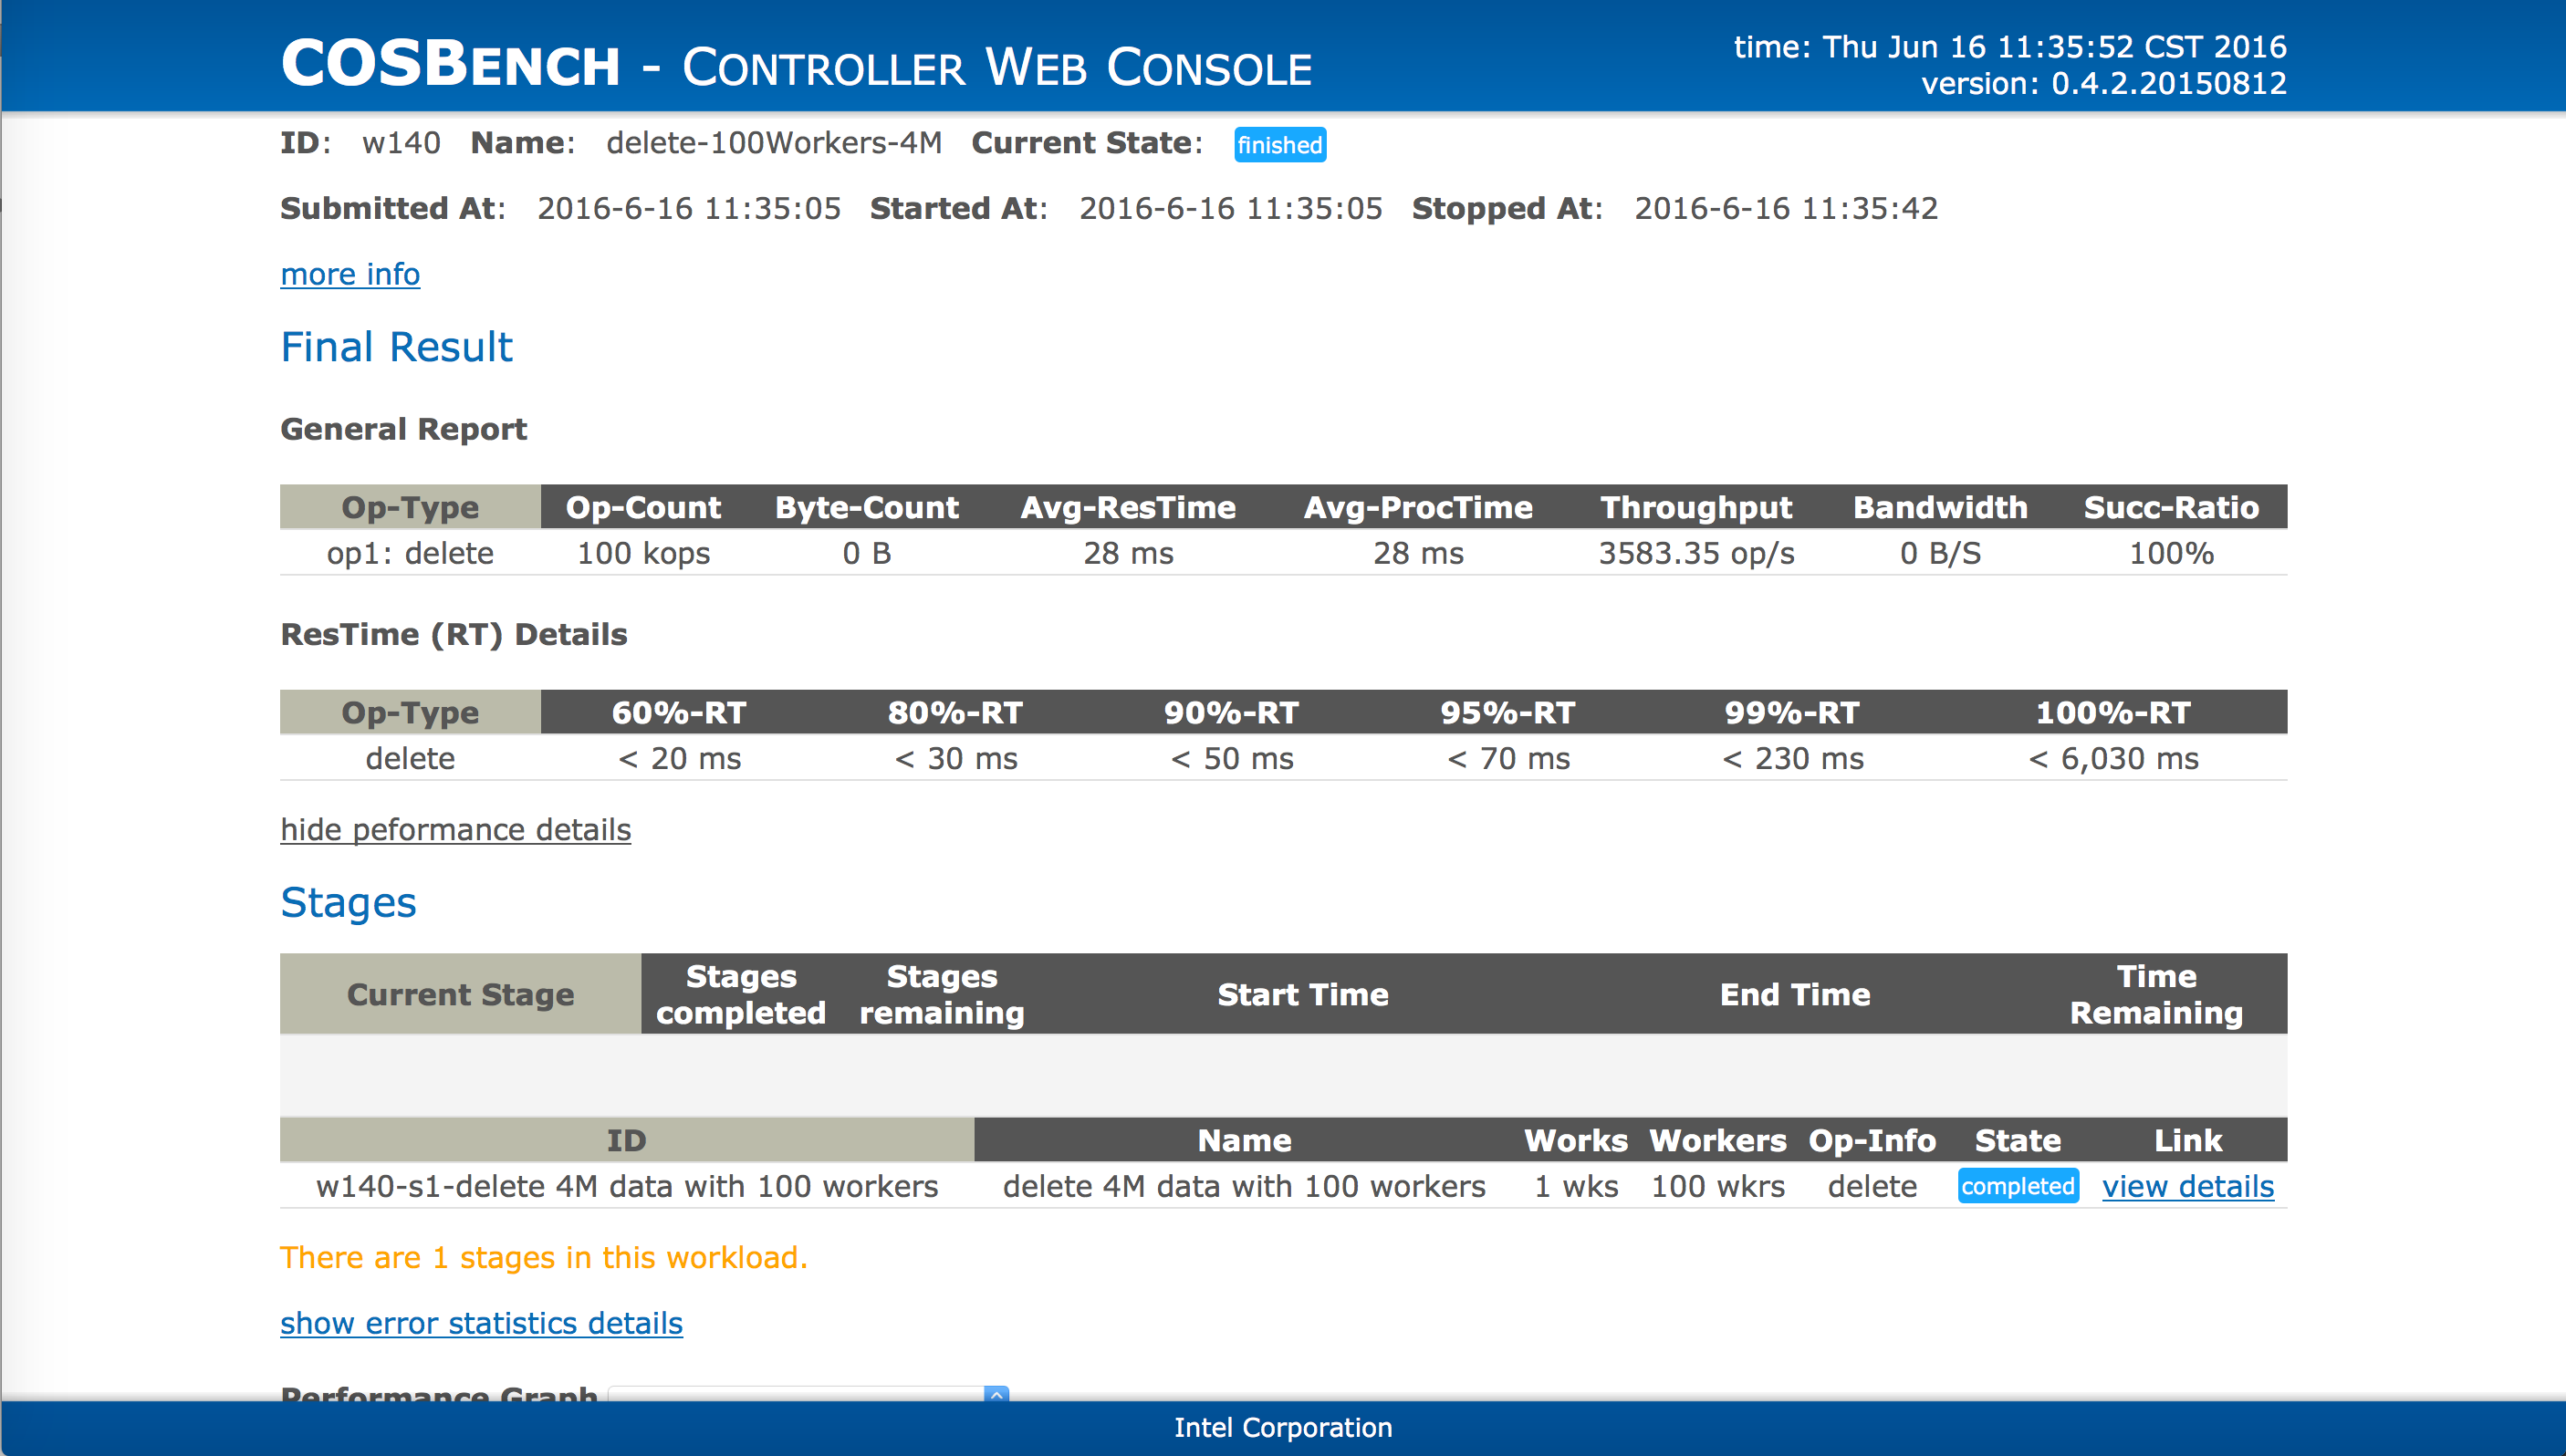 COSBENCH - CONTROLLER WEB CONSOLE
time: Thu Jun 16 11:35:52 CST 2016
version: 0.4.2.20150812
ID: w140 Name: delete-100Workers-4M Current State: finished
Submitted At: 2016-6-16 11:35:05 Started At: 2016-6-16 11:35:05 Stopped At: 2016-6-16 11:35:42
more info
Final Result
General Report
Op-Type Op-Count Byte-Count Avg-ResTime Avg-ProcTime Throughput Bandwidth Succ-Ratio
op1: delete 100 kops 0 B 28 ms 28 ms 3583.35 op/s 0 B/S 100%
ResTime (RT) Details
Op-Type 60%-RT 80%-RT 90%-RT 95%-RT 99%-RT 100%-RT
delete < 20 ms < 30 ms < 50 ms < 70 ms < 230 ms < 6,030 ms
hide peformance details
Stages
Current Stage Stages completed Stages remaining Start Time End Time Time Remaining
ID Name Works Workers Op-Info State Link
w140-s1-delete 4M data with 100 workers delete 4M data with 100 workers 1 wks 100 wkrs delete completed view details
There are 1 stages in this workload.
show error statistics details
Performance Graph
Intel Corporation